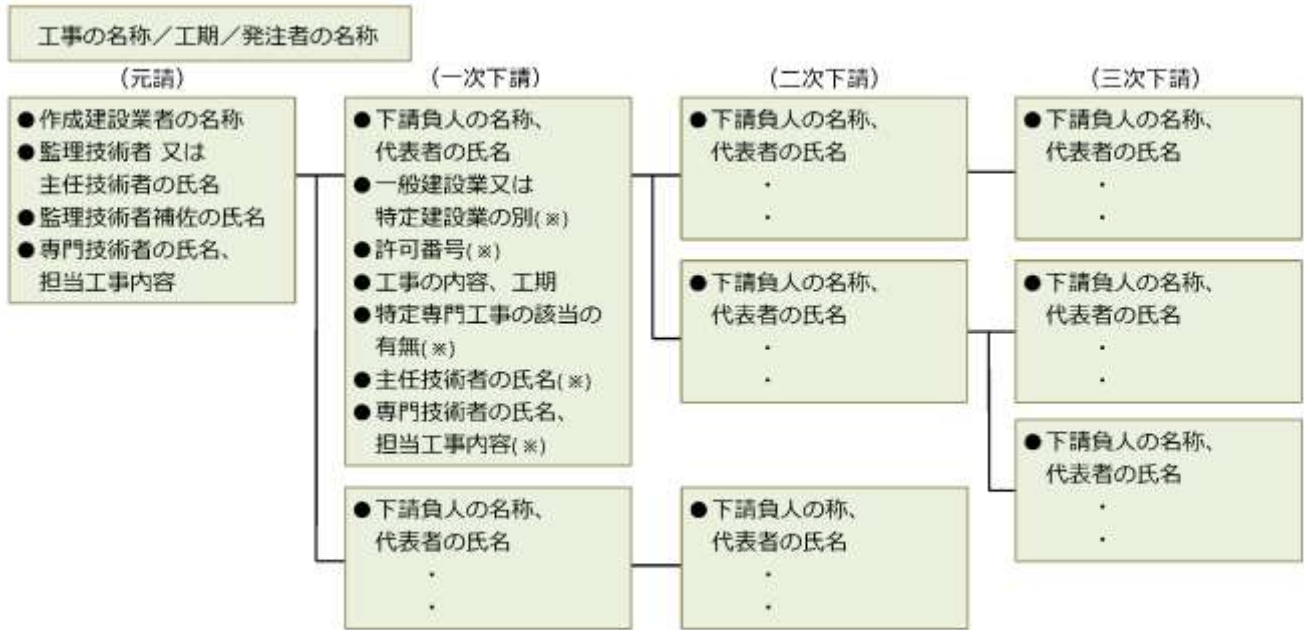 工事の名称／工期／発注者の名称
（元請）
●作成建設業者の名称
●監理技術者 又は
主任技術者の氏名
●監理技術者補佐の氏名
●専門技術者の氏名、
担当工事内容
（一次下請）
●下請負人の名称、
代表者の氏名
●一般建設業又は
特定建設業の別(※)
●許可番号(※)
●工事の内容、工期
●特定専門工事の該当の
有無(※)
●主任技術者の氏名(※)
●専門技術者の氏名、
担当工事内容(※)
●下請負人の名称、
代表者の氏名
・
・
（二次下請）
●下請負人の名称、
代表者の氏名
・
・
●下請負人の名称、
代表者の氏名
・
・
●下請負人の称、
代表者の氏名
・
・
（三次下請）
●下請負人の名称、
代表者の氏名
・
・
●下請負人の名称、
代表者の氏名
・
・
●下請負人の名称、
代表者の氏名
・
・